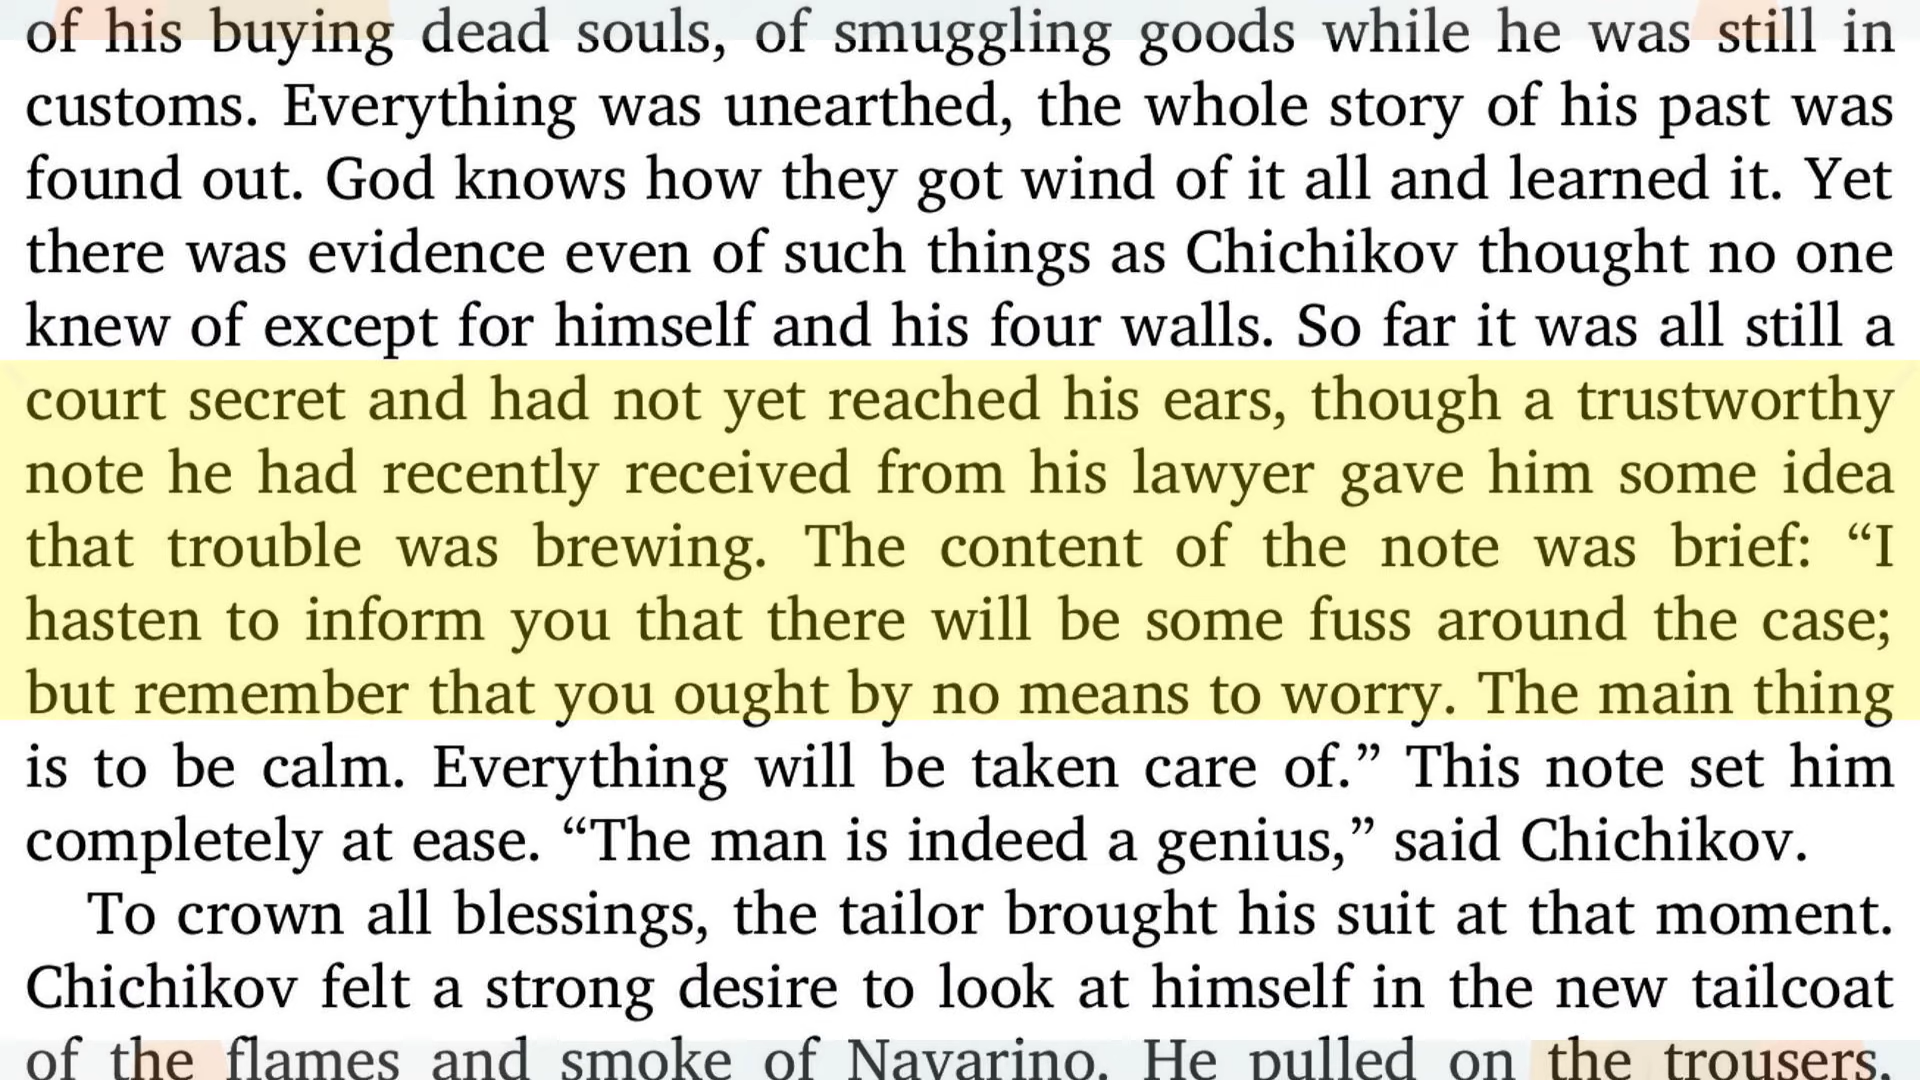 of his buying dead souls, of smuggling goods while he was still in
customs. Everything was unearthed, the whole story of his past was
found out. God knows how they got wind of it all and learned it. Yet
there was evidence even of such things as Chichikov thought no one
knew of except for himself and his four walls. So far it was all still a
court secret and had not yet reached his ears, though a trustworthy
note he had recently received from his lawyer gave him some idea
that trouble was brewing. The content of the note was brief: “I
hasten to inform you that there will be some fuss around the case;
but remember that you ought by no means to worry. The main thing
is to be calm. Everything will be taken care of.” This note set him
completely at ease. “The man is indeed a genius,” said Chichikov.
To crown all blessings, the tailor brought his suit at that moment.
Chichikov felt a strong desire to look at himself in the new tailcoat
of the flames and smoke of Navarino. He pulled on the trousers,